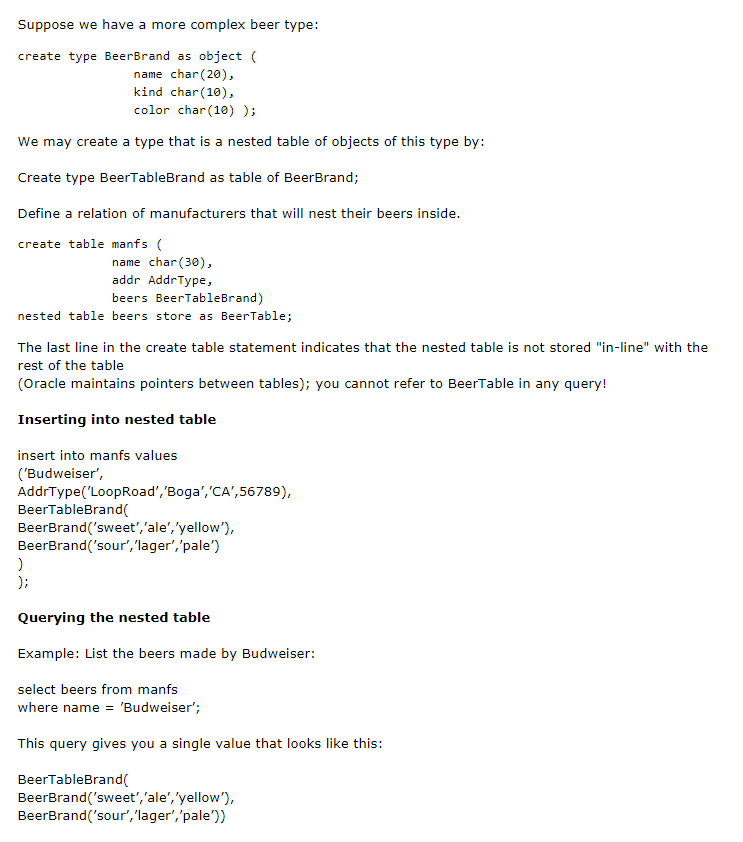 Suppose we have a more complex beer type:
create type BeerBrand as object (
name char(20),
kind char(10),
color char(10) );
We may create a type that is a nested table of objects of this type by:
Create type BeerTableBrand as table of BeerBrand;
Define a relation of manufacturers that will nest their beers inside.
create table manfs (
name char(30),
addr AddrType,
beers BeerTableBrand)
nested table beers store as BeerTable;
The last line in the create table statement indicates that the nested table is not stored "in-line" with the
rest of the table
(Oracle maintains pointers between tables); you cannot refer to BeerTable in any query!
Inserting into nested table
insert into manfs values
(’Budweiser’,
AddrType(’LoopRoad’,’Boga’,’CA’,56789),
BeerTableBrand(
BeerBrand(’sweet’,’ale’,’yellow’),
BeerBrand(’sour’,’lager’,’pale’)
)
);
Querying the nested table
Example: List the beers made by Budweiser:
select beers from manfs
where name = ’Budweiser’;
This query gives you a single value that looks like this:
BeerTableBrand(
BeerBrand(’sweet’,’ale’,’yellow’),
BeerBrand(’sour’,’lager’,’pale’))